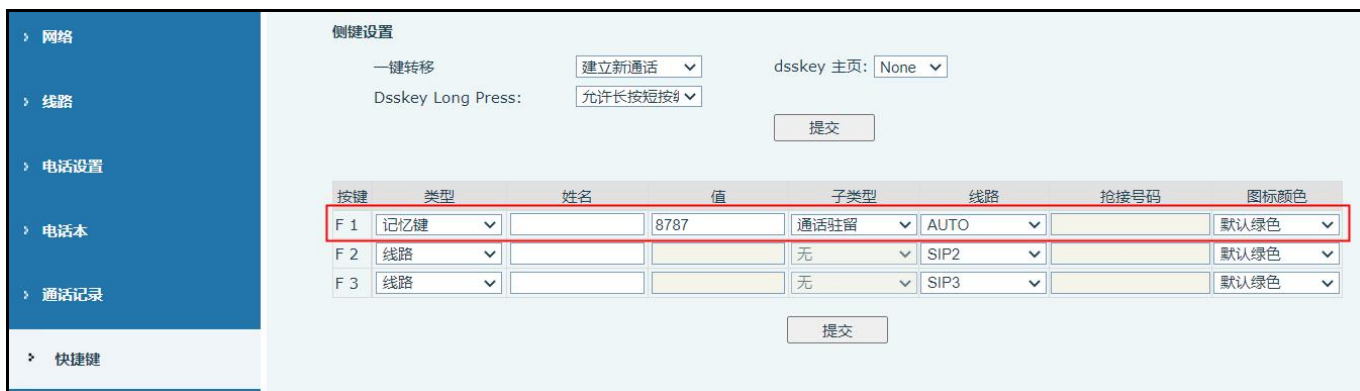 网络
线路
电话设置
电话本
通话记录
快捷键
侧键设置
一键转移 建立新通话 dsskey 主页: None
Dsskey Long Press: 允许长按短按
提交
按键 类型 姓名 值 子类型 线路 抢接号码 图标颜色
F 1 记忆键 8787 通话驻留 AUTO 默认绿色
F 2 线路 无 SIP2 默认绿色
F 3 线路 无 SIP3 默认绿色
提交